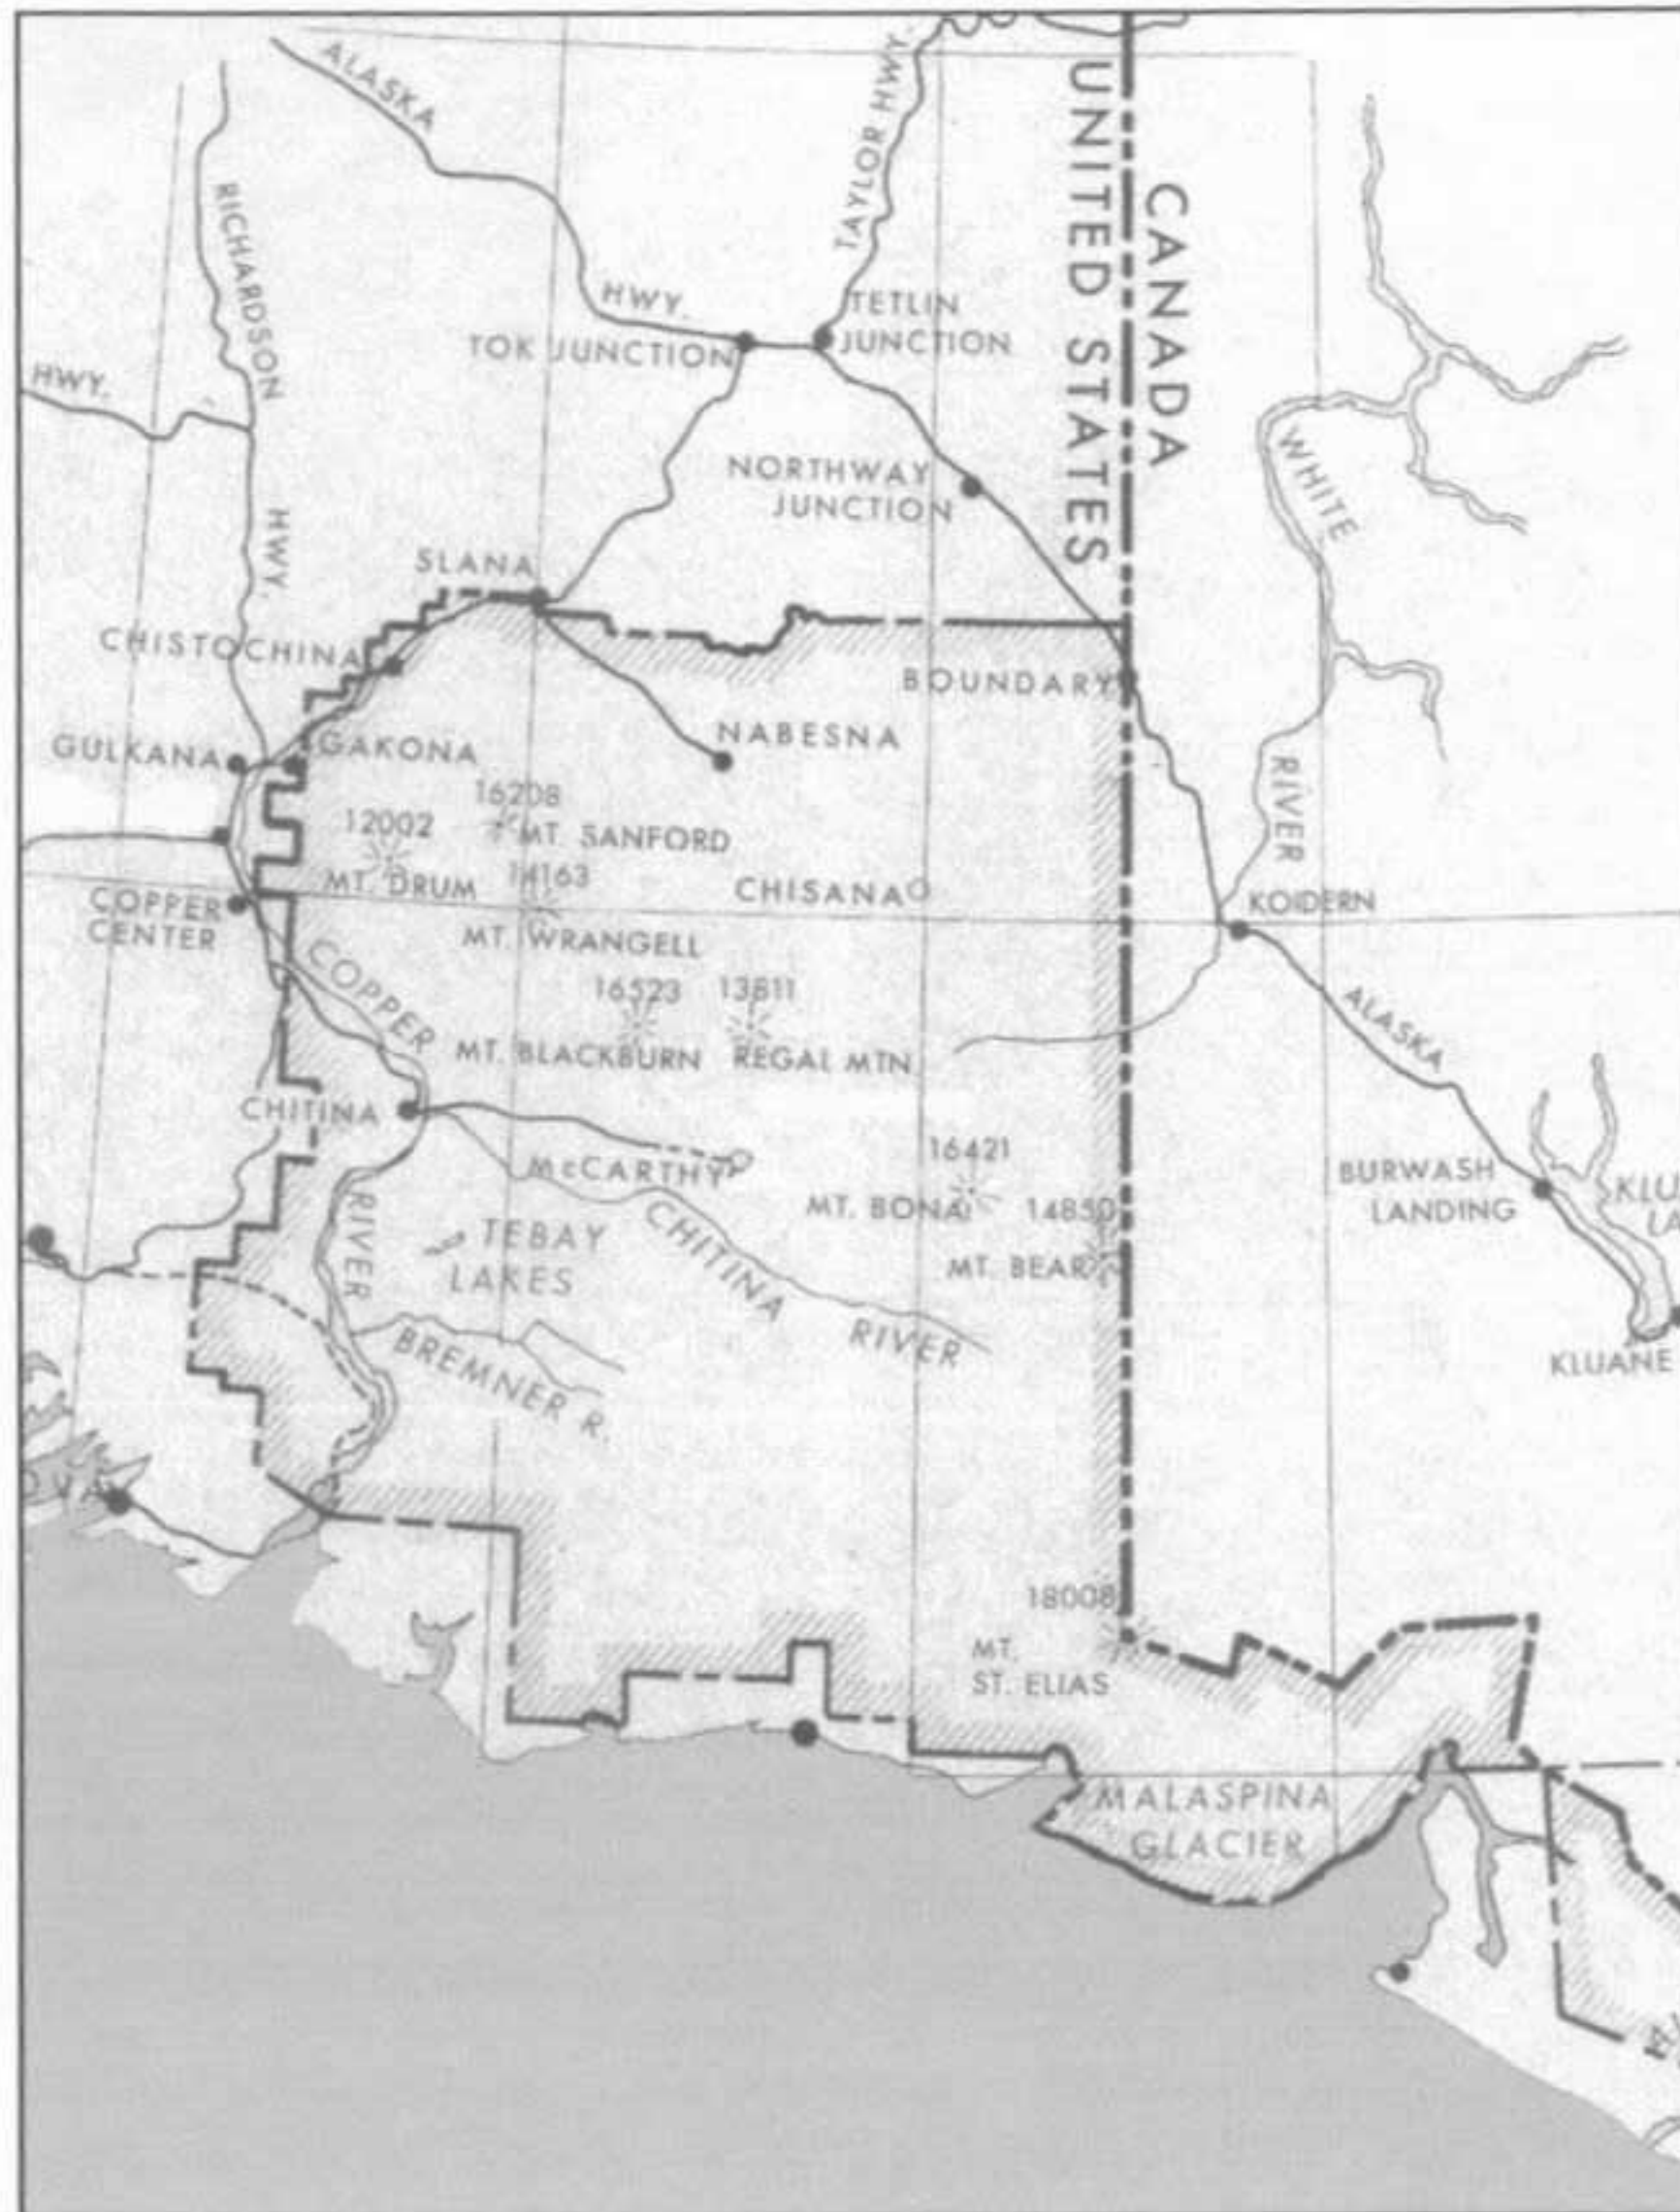 ALASKA
HWY.
TAYLOR HWY.
UNITED STATES
CANADA
RICHARDSON
HWY.
HWY.
TETLIN
JUNCTION
TOK JUNCTION
NORTHWAY
JUNCTION
WHITE
RIVER
SLANA
CHISTOCHINA
BOUNDARY
NABESNA
GULKANA
GAKONA
16208
MT. SANFORD
12002
MT. DRUM
14163
MT. WRANGELL
CHISANA
KOIDERN
COPPER
CENTER
COPPER
RIVER
16523
MT. BLACKBURN
13811
REGAL MTN.
ALASKA
CHITINA
McCARTHY
16421
MT. BONA
14850
MT. BEAR
BURWASH
LANDING
KLU
LA
TEBAY
LAKES
CHITINA
RIVER
BREMNER R.
KLUANE
OVA
18008
MT.
ST. ELIAS
MALASPINA
GLACIER